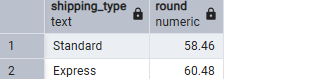 shipping_type round
text numeric
1 Standard 58.46
2 Express 60.48